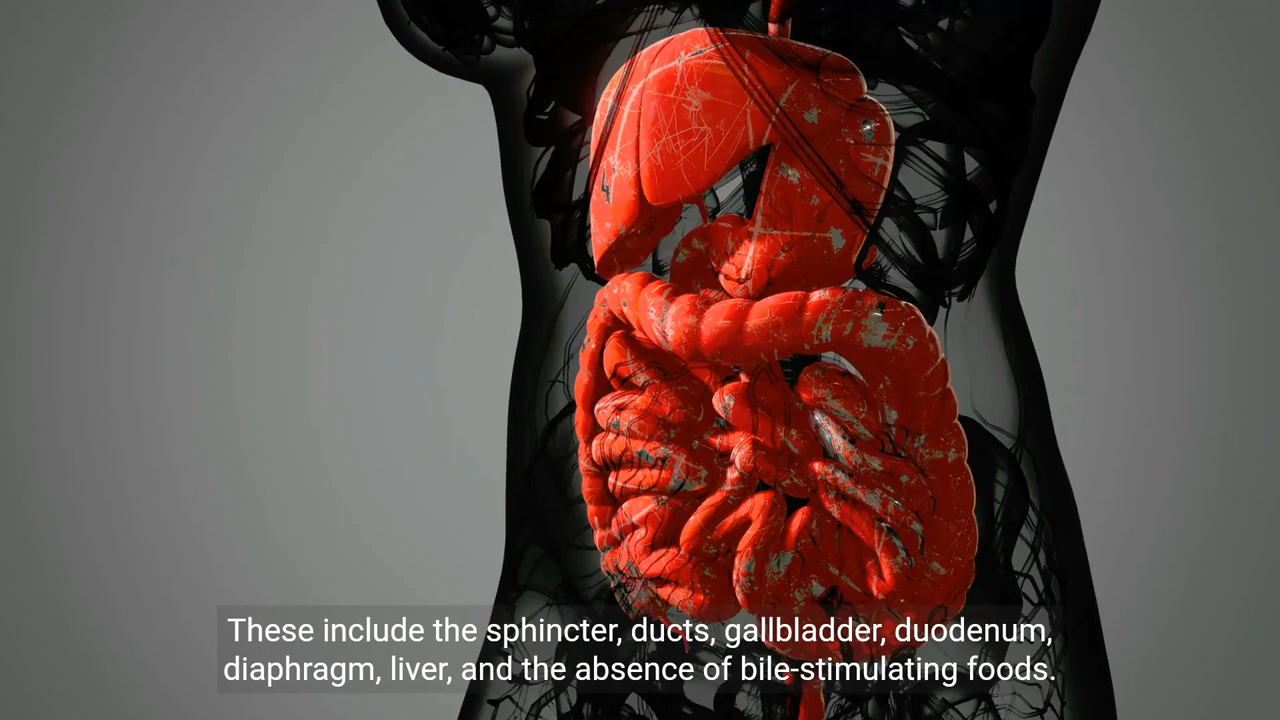 These include the sphincter, ducts, gallbladder, duodenum,
diaphragm, liver, and the absence of bile-stimulating foods.